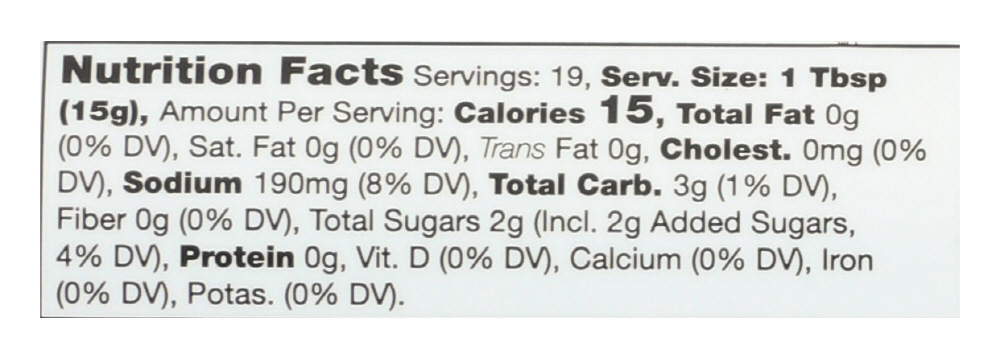 Nutrition Facts Servings: 19, Serv. Size: 1 Tbsp
(15g), Amount Per Serving: Calories 15, Total Fat 0g
(0% DV), Sat. Fat 0g (0% DV), Trans Fat 0g, Cholest. 0mg (0%
DV), Sodium 190mg (8% DV), Total Carb. 3g (1% DV),
Fiber 0g (0% DV), Total Sugars 2g (Incl. 2g Added Sugars,
4% DV), Protein 0g, Vit. D (0% DV), Calcium (0% DV), Iron
(0% DV), Potas. (0% DV).